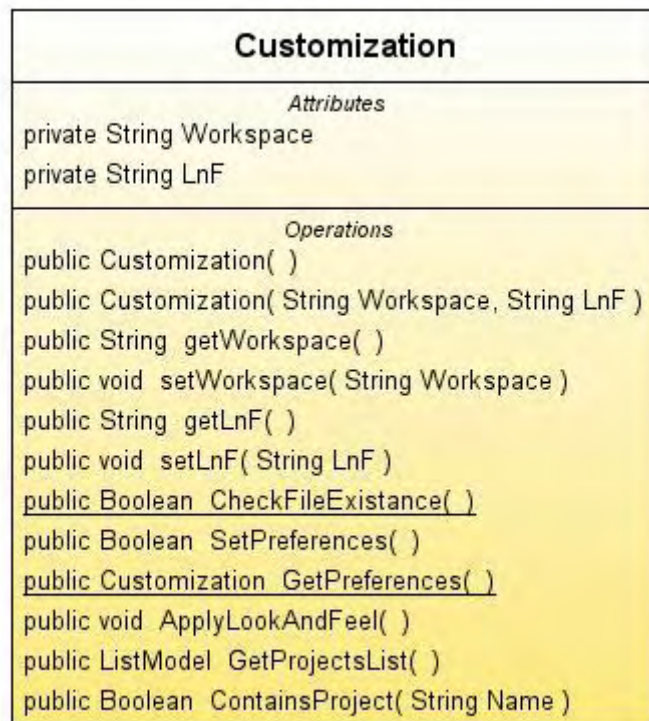 Customization
Attributes
private String Workspace
private String LnF
Operations
public Customization( )
public Customization( String Workspace, String LnF )
public String getWorkspace( )
public void setWorkspace( String Workspace )
public String getLnF( )
public void setLnF( String LnF )
public Boolean CheckFileExistance( )
public Boolean SetPreferences( )
public Customization GetPreferences( )
public void ApplyLookAndFeel( )
public ListModel GetProjectsList( )
public Boolean ContainsProject( String Name )